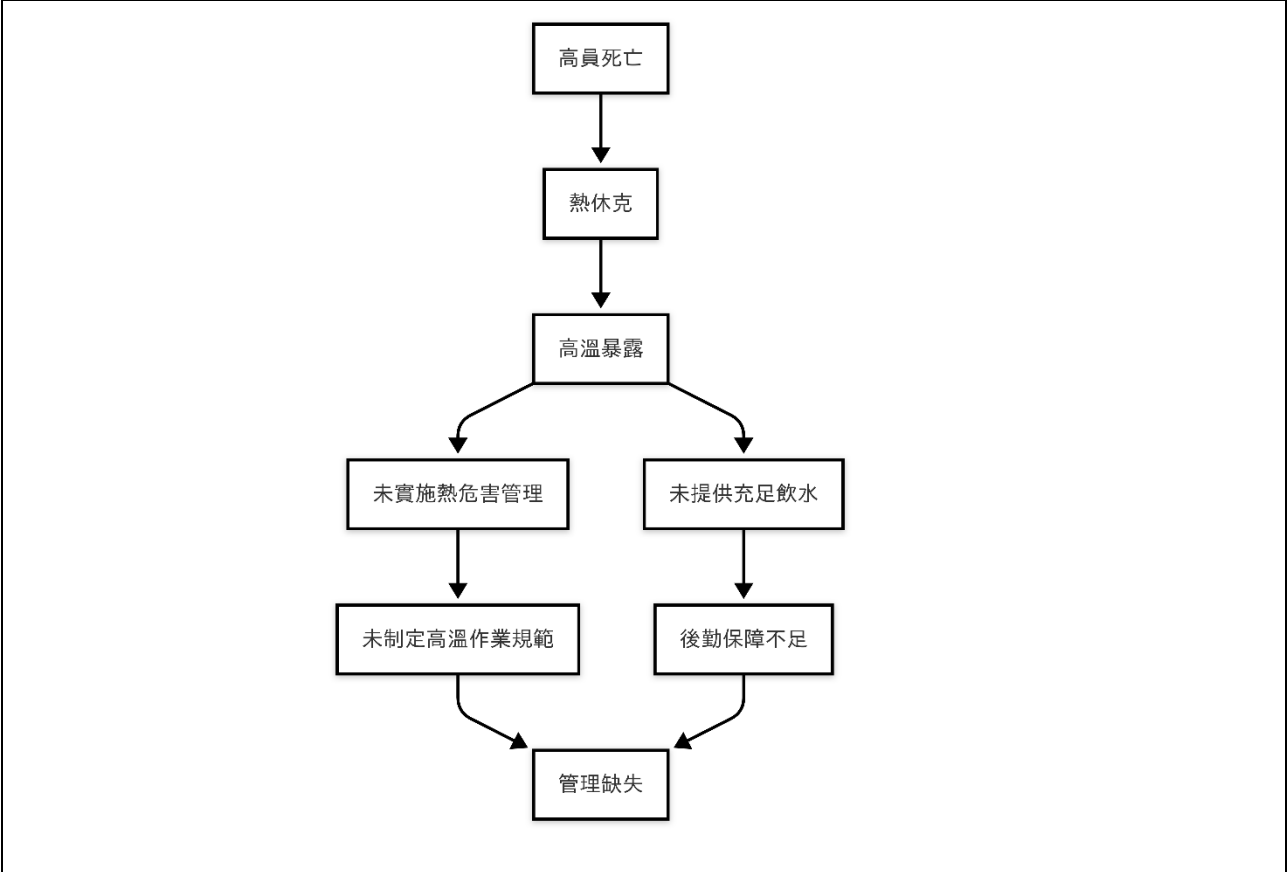 高員死亡
熱休克
高溫暴露
未實施熱危害管理
未提供充足飲水
未制定高溫作業規範
後勤保障不足
管理缺失